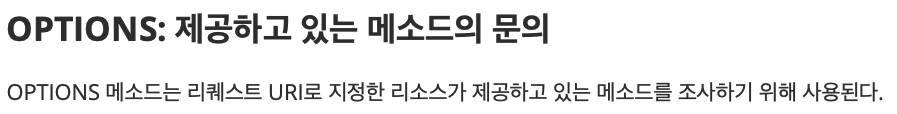 OPTIONS: 제공하고 있는 메소드의 문의
OPTIONS 메소드는 리퀘스트 URI로 지정한 리소스가 제공하고 있는 메소드를 조사하기 위해 사용된다.